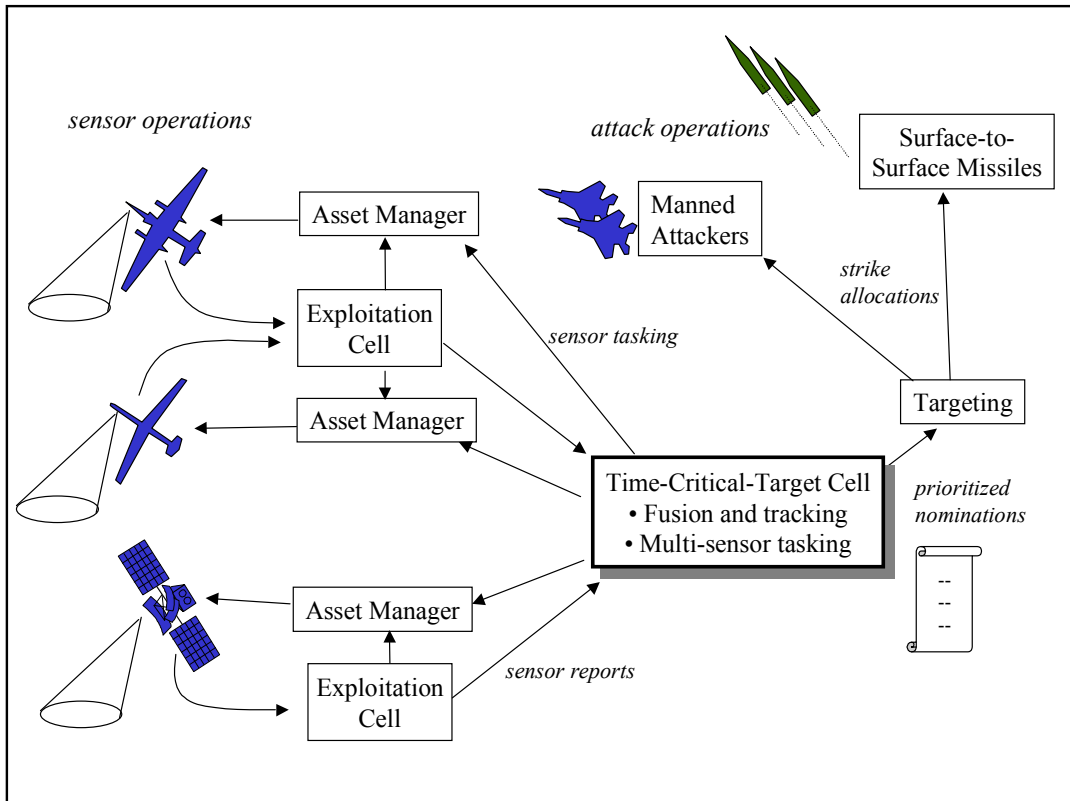 sensor operations
attack operations
Surface-to-
Surface Missiles
Asset Manager
Manned
Attackers
strike
allocations
Exploitation
Cell
sensor tasking
Asset Manager
Targeting
Time-Critical-Target Cell
• Fusion and tracking
• Multi-sensor tasking
prioritized
nominations
--
--
--
Asset Manager
sensor reports
Exploitation
Cell